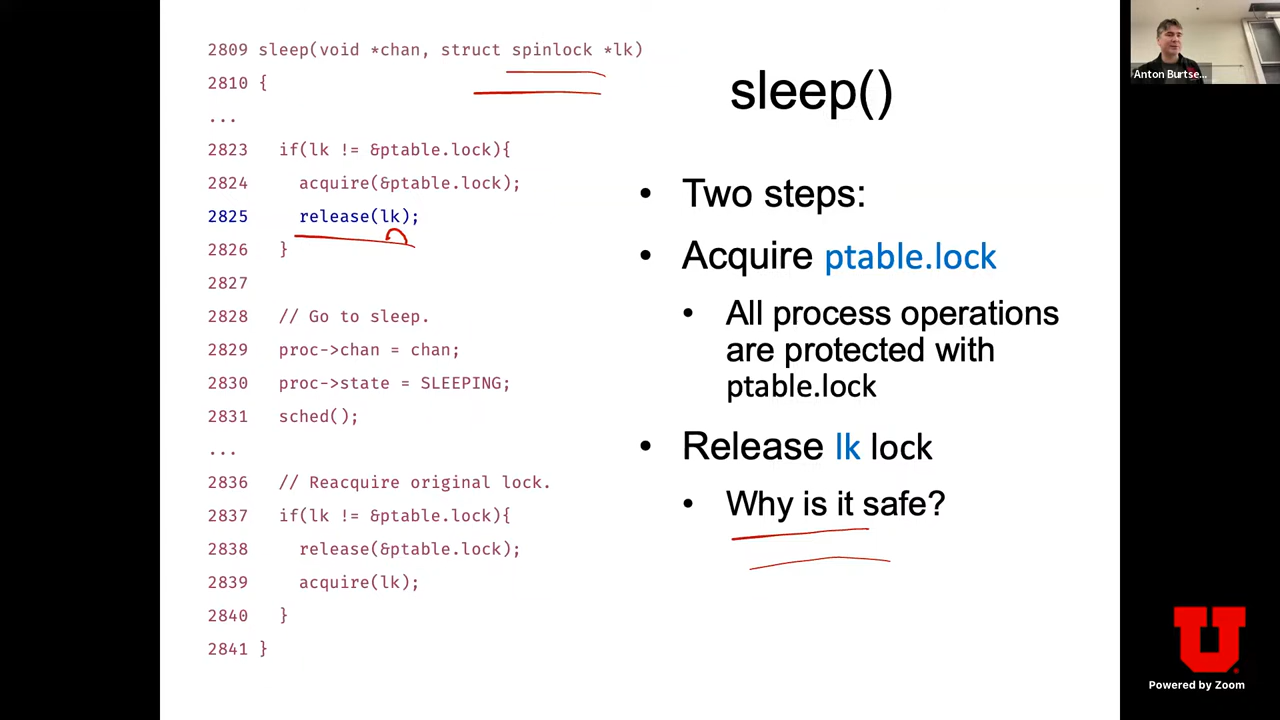 2809 sleep(void *chan, struct spinlock *lk)
2810 {
...
2823 if(lk != &ptable.lock){
2824 acquire(&ptable.lock);
2825 release(lk);
2826 }
2827
2828 // Go to sleep.
2829 proc->chan = chan;
2830 proc->state = SLEEPING;
2831 sched();
...
2836 // Reacquire original lock.
2837 if(lk != &ptable.lock){
2838 release(&ptable.lock);
2839 acquire(lk);
2840 }
2841 }
sleep()
• Two steps:
• Acquire ptable.lock
• All process operations
are protected with
ptable.lock
• Release lk lock
• Why is it safe?
Anton Burtse...
U
Powered by Zoom